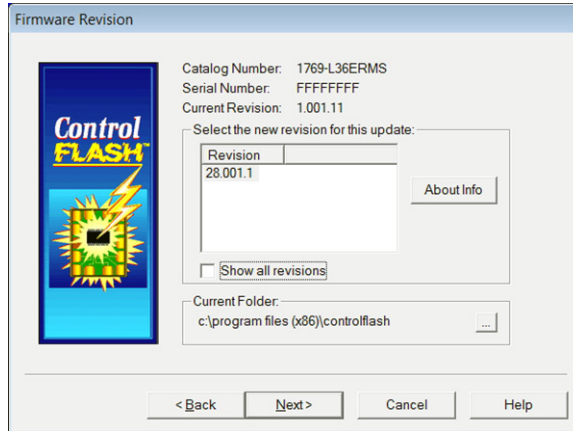 Firmware Revision
Control
FLASH™
Catalog Number: 1769-L36ERMS
Serial Number: FFFFFFFF
Current Revision: 1.001.11
Select the new revision for this update:
Revision
28.001.1
About Info
Show all revisions
Current Folder:
c:\program files (x86)\controlflash
...
< Back
Next >
Cancel
Help